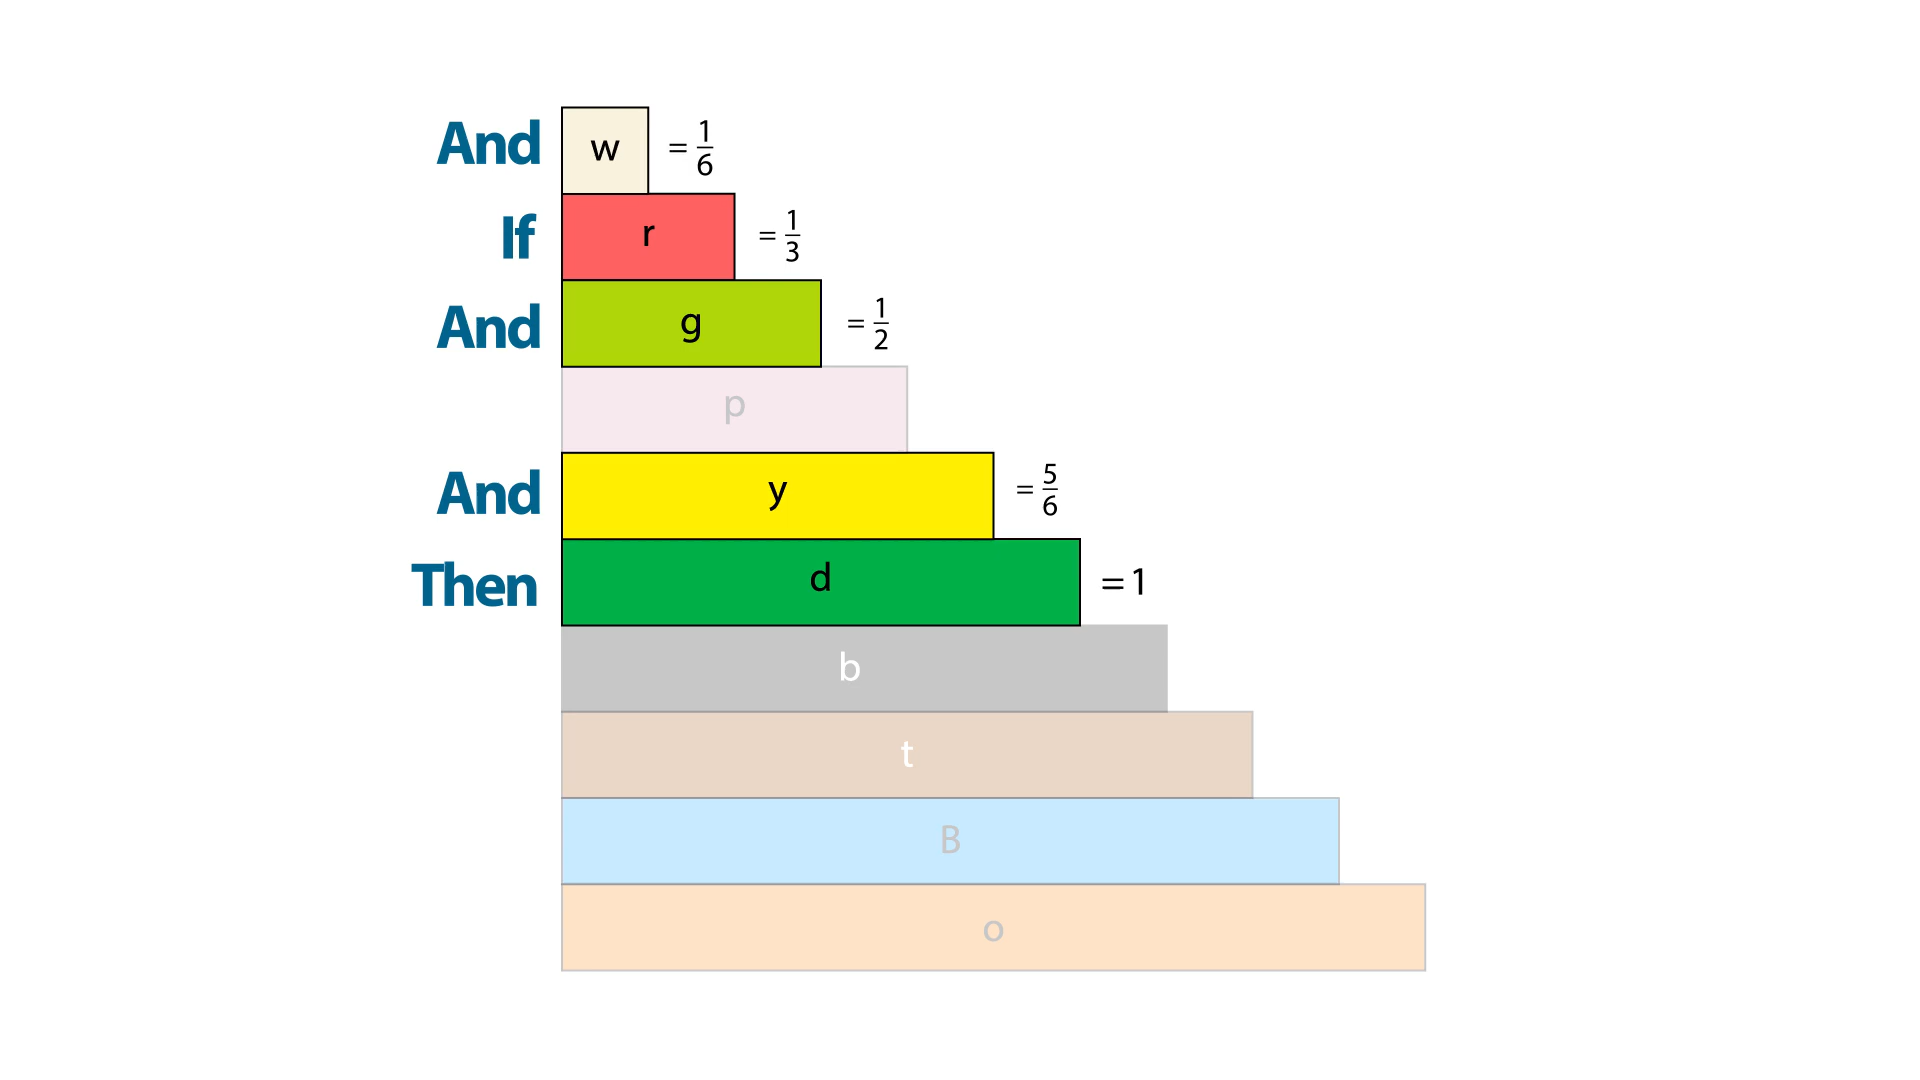 And w = 1/6
If r = 1/3
And g = 1/2
p
And y = 5/6
Then d = 1
b
t
B
o